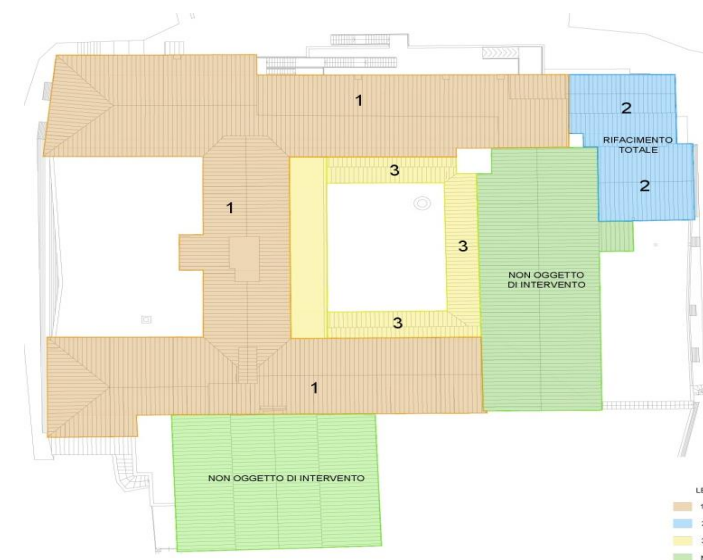 1
2
RIFACIMENTO
TOTALE
3
2
1
3
NON OGGETTO
DI INTERVENTO
3
1
NON OGGETTO DI INTERVENTO